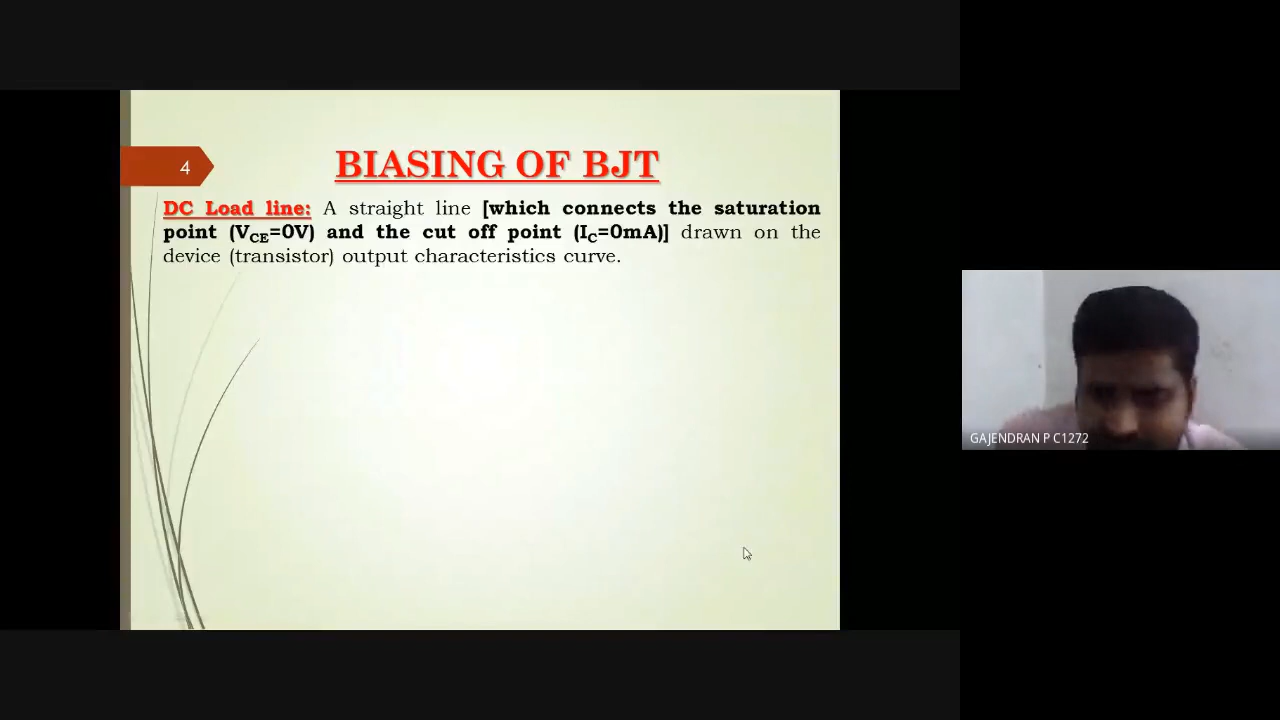 4
BIASING OF BJT
DC Load line: A straight line [which connects the saturation
point (VCE=0V) and the cut off point (IC=0mA)] drawn on the
device (transistor) output characteristics curve.
GAJENDRAN P C1272